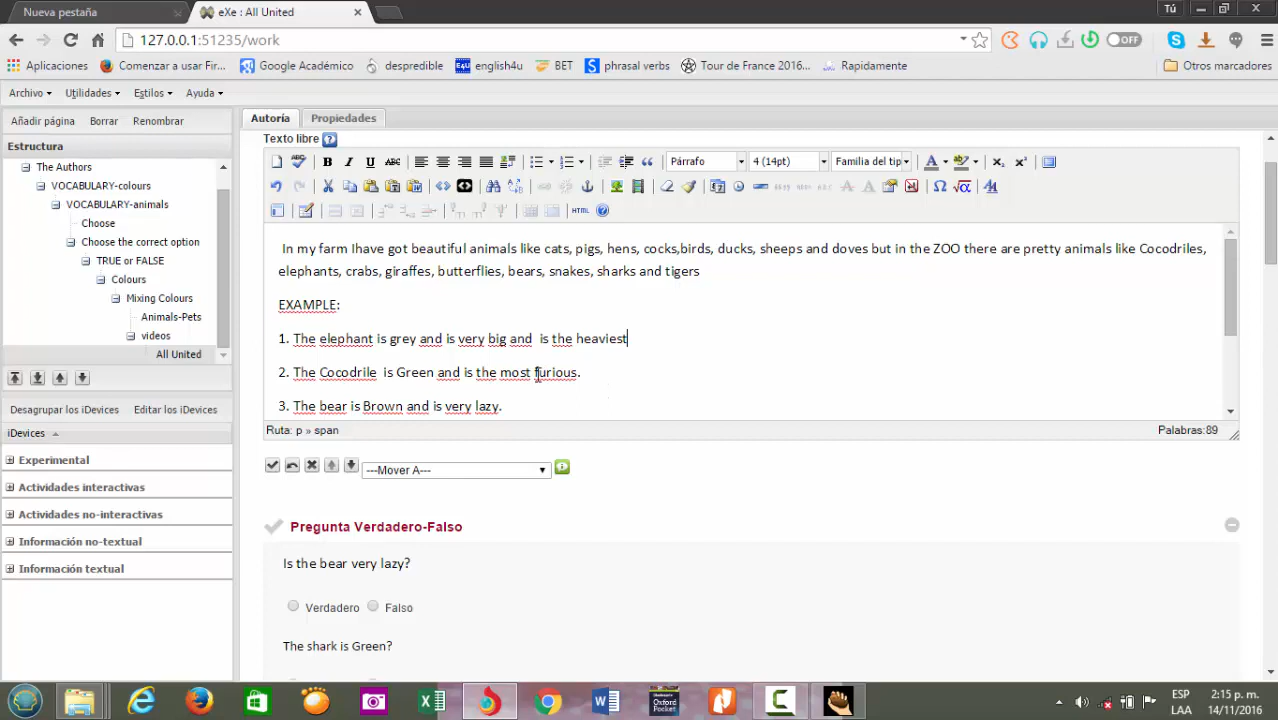 Nueva pestaña
eXe : All United
Tú
127.0.0.1:51235/work
OFF
Aplicaciones
Comenzar a usar Fir...
Google Académico
despredible
E4U english4u
BET
S phrasal verbs
Tour de France 2016...
Rapidamente
Otros marcadores
Archivo
Utilidades
Estilos
Ayuda
Añadir página
Borrar
Renombrar
Estructura
The Authors
VOCABULARY-colours
VOCABULARY-animals
Choose
Choose the correct option
TRUE or FALSE
Colours
Mixing Colours
Animals-Pets
videos
All United
Desagrupar los iDevices
Editar los iDevices
iDevices
Experimental
Actividades interactivas
Actividades no-interactivas
Información no-textual
Información textual
Autoría
Propiedades
Texto libre
Párrafo
4 (14pt)
Familia del tip
HTML
In my farm Ihave got beautiful animals like cats, pigs, hens, cocks,birds, ducks, sheeps and doves but in the ZOO there are pretty animals like Cocodriles,
elephants, crabs, giraffes, butterflies, bears, snakes, sharks and tigers
EXAMPLE:
1. The elephant is grey and is very big and is the heaviest
2. The Cocodrile is Green and is the most furious.
3. The bear is Brown and is very lazy.
Ruta: p » span
Palabras:89
---Mover A---
Pregunta Verdadero-Falso
Is the bear very lazy?
Verdadero
Falso
The shark is Green?
Oxford
Pocket
ESP
LAA
2:15 p. m.
14/11/2016